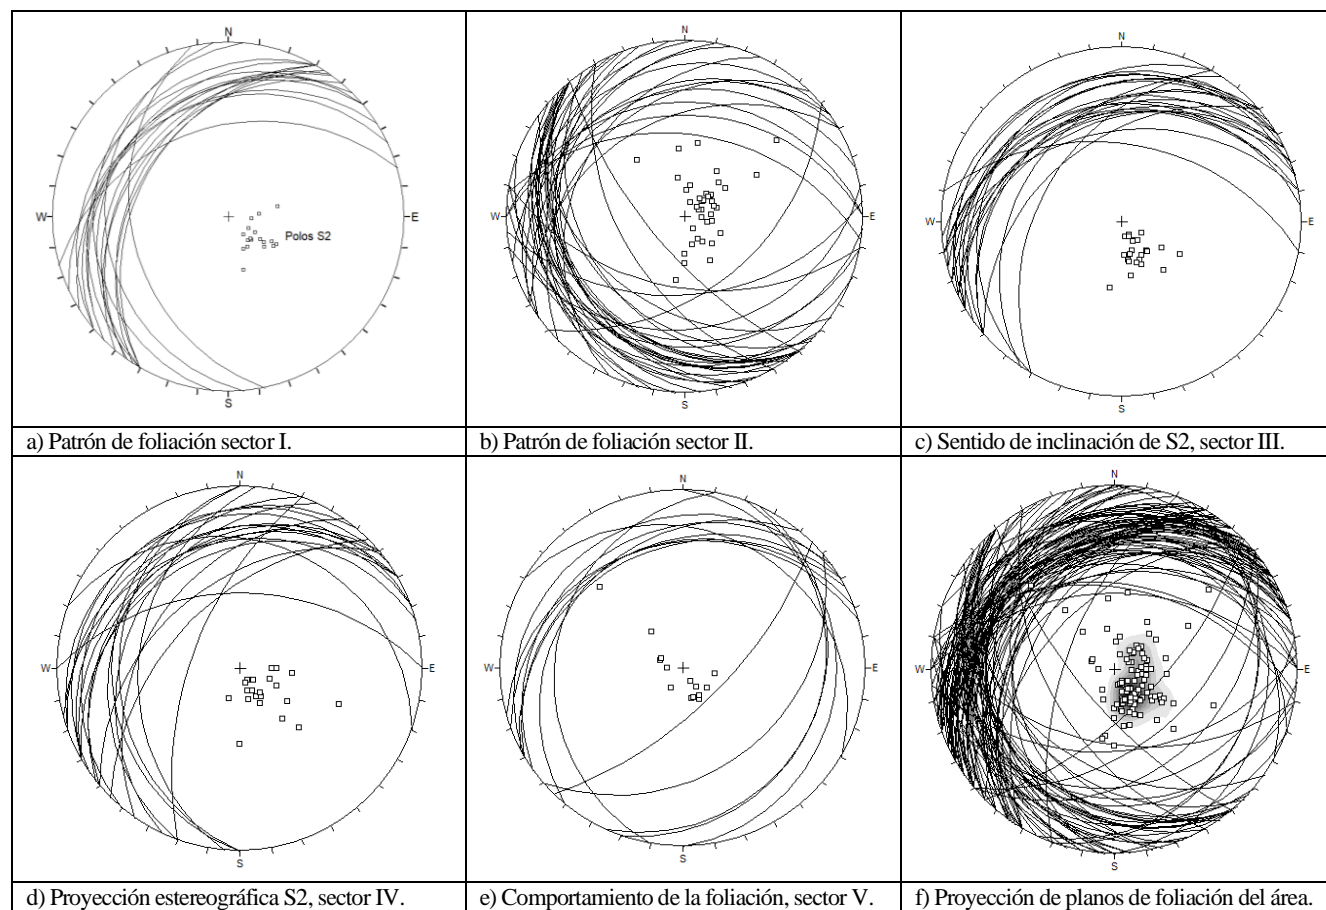 N
W
E
S
Polos S2
N
W
E
S
N
W
E
S
a) Patrón de foliación sector I.
b) Patrón de foliación sector II.
c) Sentido de inclinación de S2, sector III.
N
W
E
S
N
W
E
S
N
W
E
S
d) Proyección estereográfica S2, sector IV.
e) Comportamiento de la foliación, sector V.
f) Proyección de planos de foliación del área.